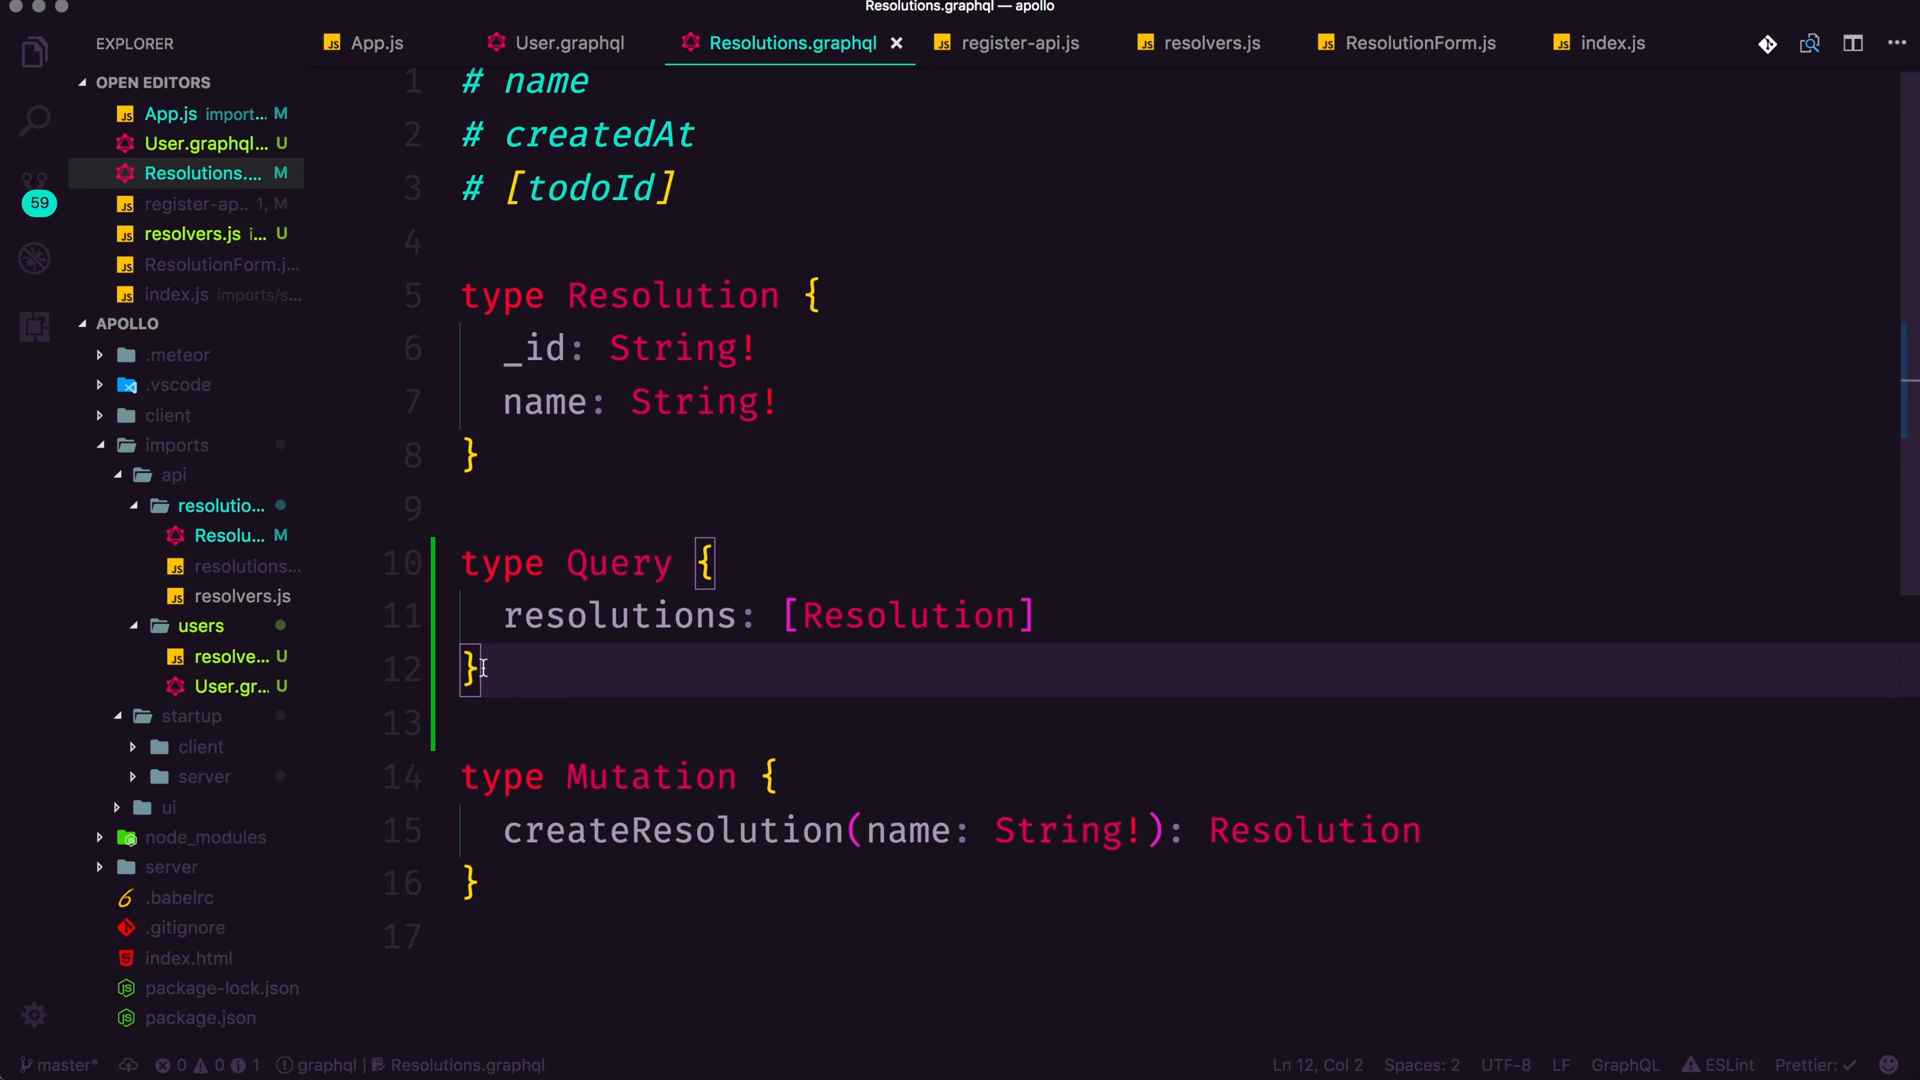 Resolutions.graphql — apollo
EXPLORER
App.js
User.graphql
Resolutions.graphql
register-api.js
resolvers.js
ResolutionForm.js
index.js
OPEN EDITORS
App.js import... M
User.graphql... U
Resolutions.... M
register-ap.. 1, M
resolvers.js i... U
ResolutionForm.j...
index.js imports/s...
APOLLO
.meteor
.vscode
client
imports
api
resolutio...
Resolu... M
resolutions...
resolvers.js
users
resolve... U
User.gr... U
startup
client
server
ui
node_modules
server
.babelrc
.gitignore
index.html
package-lock.json
package.json
59
1 # name
2 # createdAt
3 # [todoId]
4
5 type Resolution {
6 _id: String!
7 name: String!
8 }
9
10 type Query {
11 resolutions: [Resolution]
12 }
13
14 type Mutation {
15 createResolution(name: String!): Resolution
16 }
17
master* 0 0 1 graphql | Resolutions.graphql
Ln 12, Col 2 Spaces: 2 UTF-8 LF GraphQL ESLint Prettier: ✓